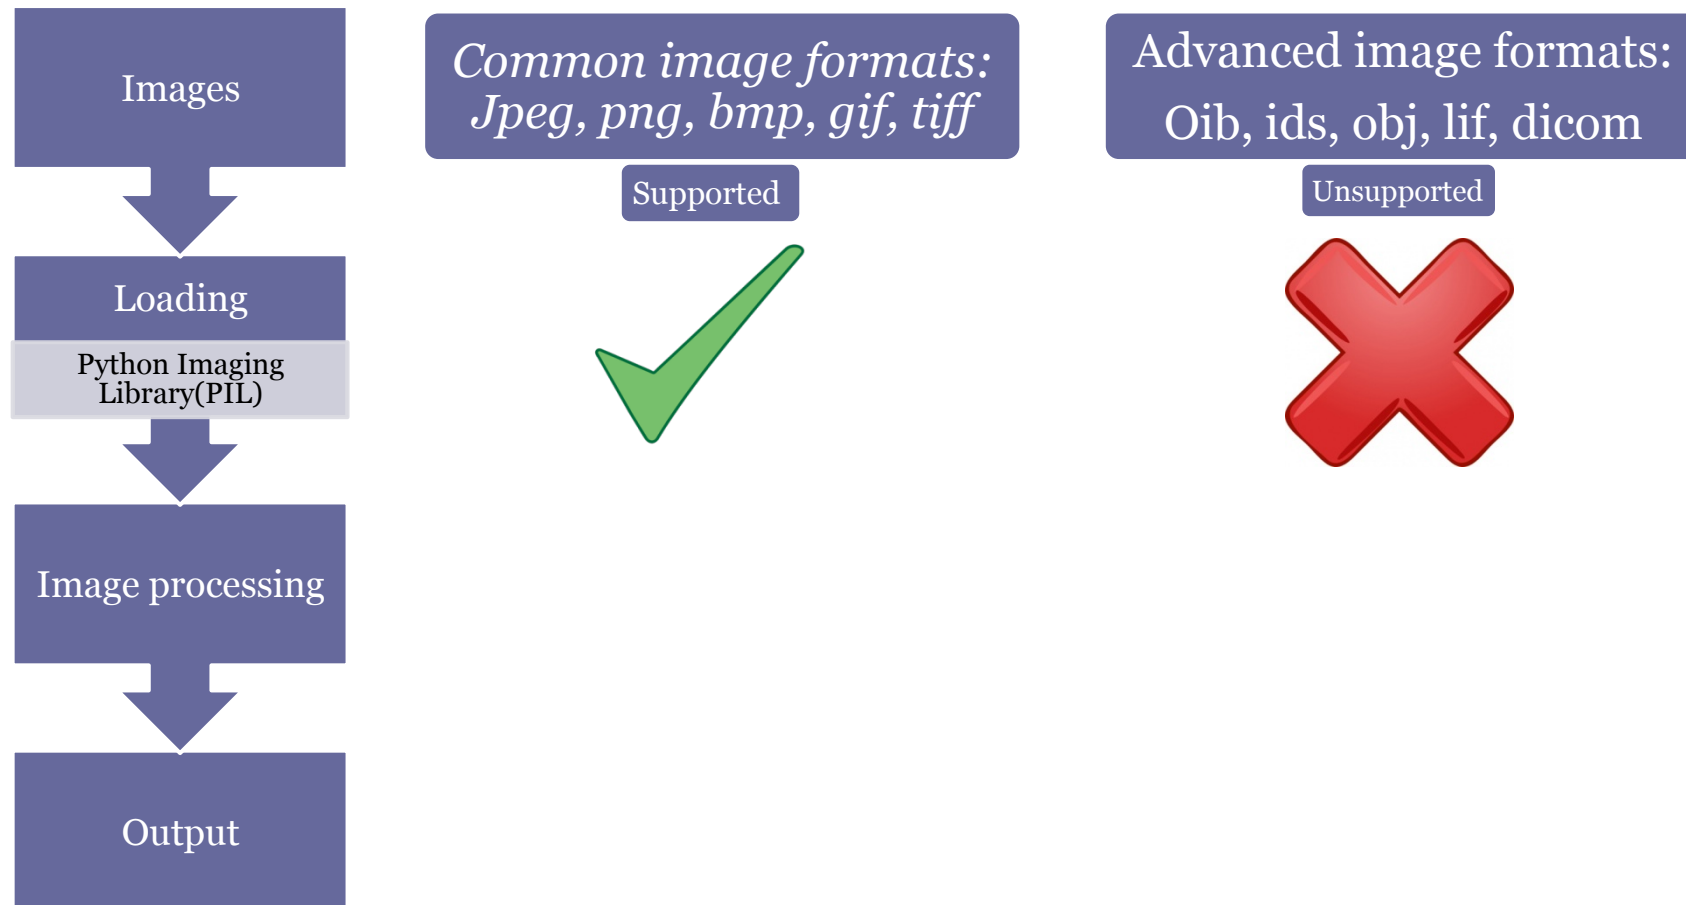 Images
Loading
Python Imaging
Library(PIL)
Image processing
Output
Common image formats:
Jpeg, png, bmp, gif, tiff
Supported
Advanced image formats:
Oib, ids, obj, lif, dicom
Unsupported